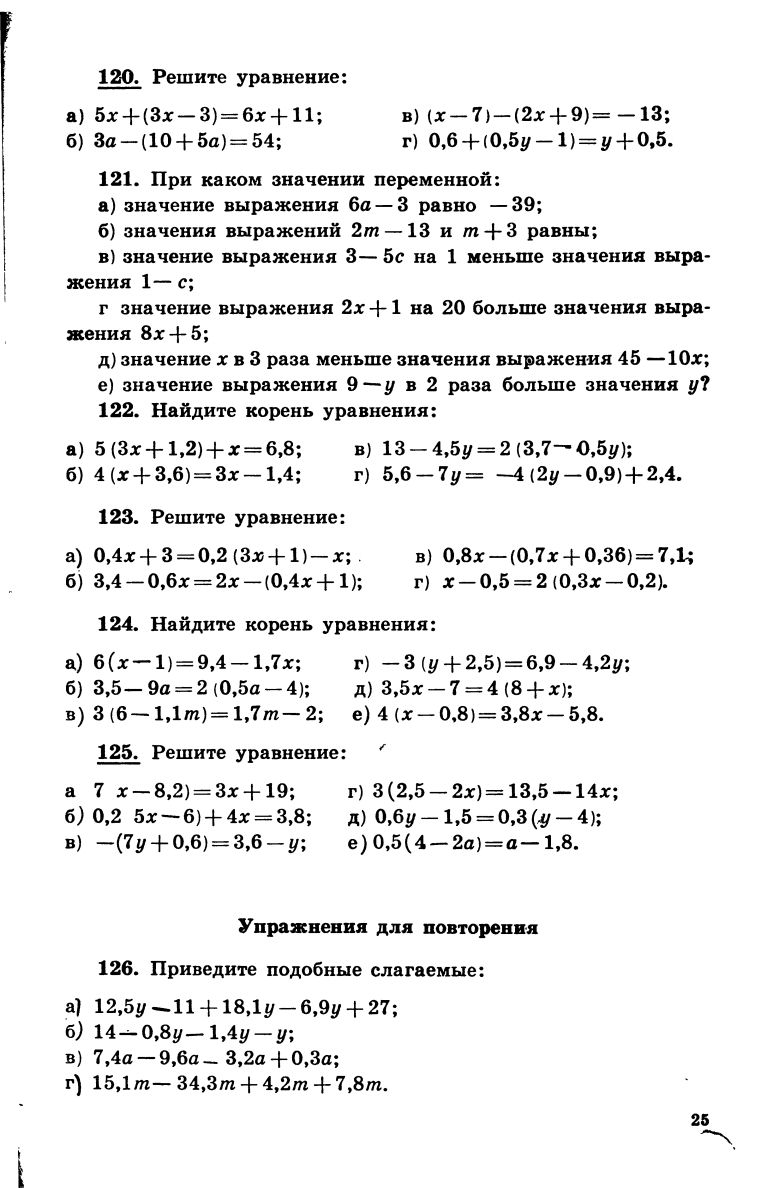 120. Решите уравнение:
а) 5x+(3x—3)=6x+11; в) (x—7)—(2x+9)= —13;
б) 3a—(10+5a)=54; г) 0,6+(0,5y—1)=y+0,5.
121. При каком значении переменной:
а) значение выражения 6a—3 равно —39;
б) значения выражений 2m—13 и m+3 равны;
в) значение выражения 3—5c на 1 меньше значения выра-
жения 1—c;
г значение выражения 2x+1 на 20 больше значения выра-
жения 8x+5;
д) значение x в 3 раза меньше значения выражения 45—10x;
е) значение выражения 9—y в 2 раза больше значения y?
122. Найдите корень уравнения:
а) 5(3x+1,2)+x=6,8; в) 13—4,5y=2(3,7—0,5y);
б) 4(x+3,6)=3x—1,4; г) 5,6—7y= —4(2y—0,9)+2,4.
123. Решите уравнение:
а) 0,4x+3=0,2(3x+1)—x; в) 0,8x—(0,7x+0,36)=7,1;
б) 3,4—0,6x=2x—(0,4x+1); г) x—0,5=2(0,3x—0,2).
124. Найдите корень уравнения:
а) 6(x—1)=9,4—1,7x; г) —3(y+2,5)=6,9—4,2y;
б) 3,5—9a=2(0,5a—4); д) 3,5x—7=4(8+x);
в) 3(6—1,1m)=1,7m—2; е) 4(x—0,8)=3,8x—5,8.
125. Решите уравнение:
а 7 x—8,2)=3x+19; г) 3(2,5—2x)=13,5—14x;
б) 0,2 5x—6)+4x=3,8; д) 0,6y—1,5=0,3(y—4);
в) —(7y+0,6)=3,6—y; е) 0,5(4—2a)=a—1,8.
Упражнения для повторения
126. Приведите подобные слагаемые:
а) 12,5y—11+18,1y—6,9y+27;
б) 14—0,8y—1,4y—y;
в) 7,4a—9,6a—3,2a+0,3a;
г) 15,1m—34,3m+4,2m+7,8m.
25